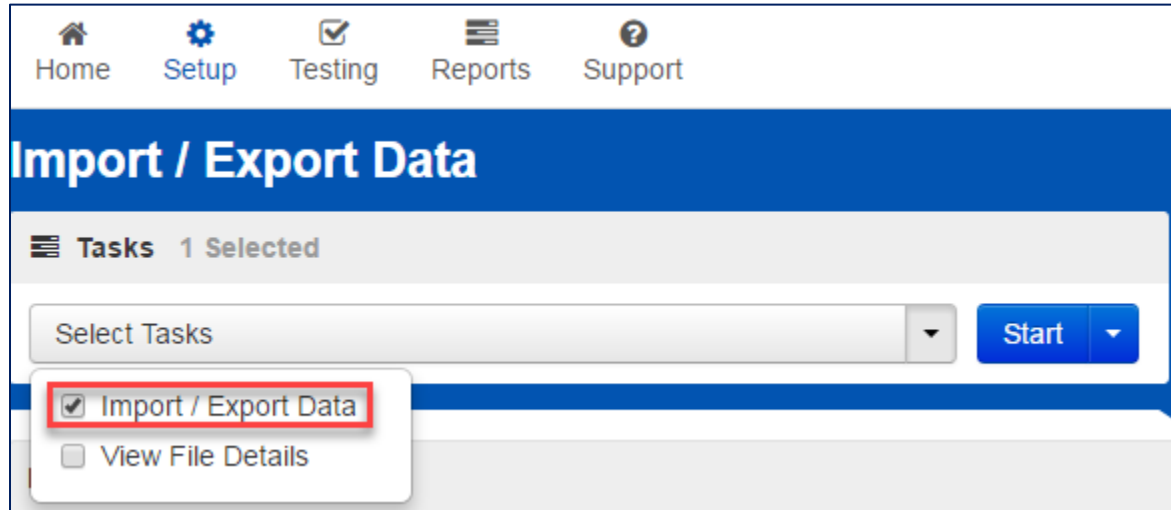 Home Setup Testing Reports Support
Import / Export Data
Tasks 1 Selected
Select Tasks Start
Import / Export Data
View File Details